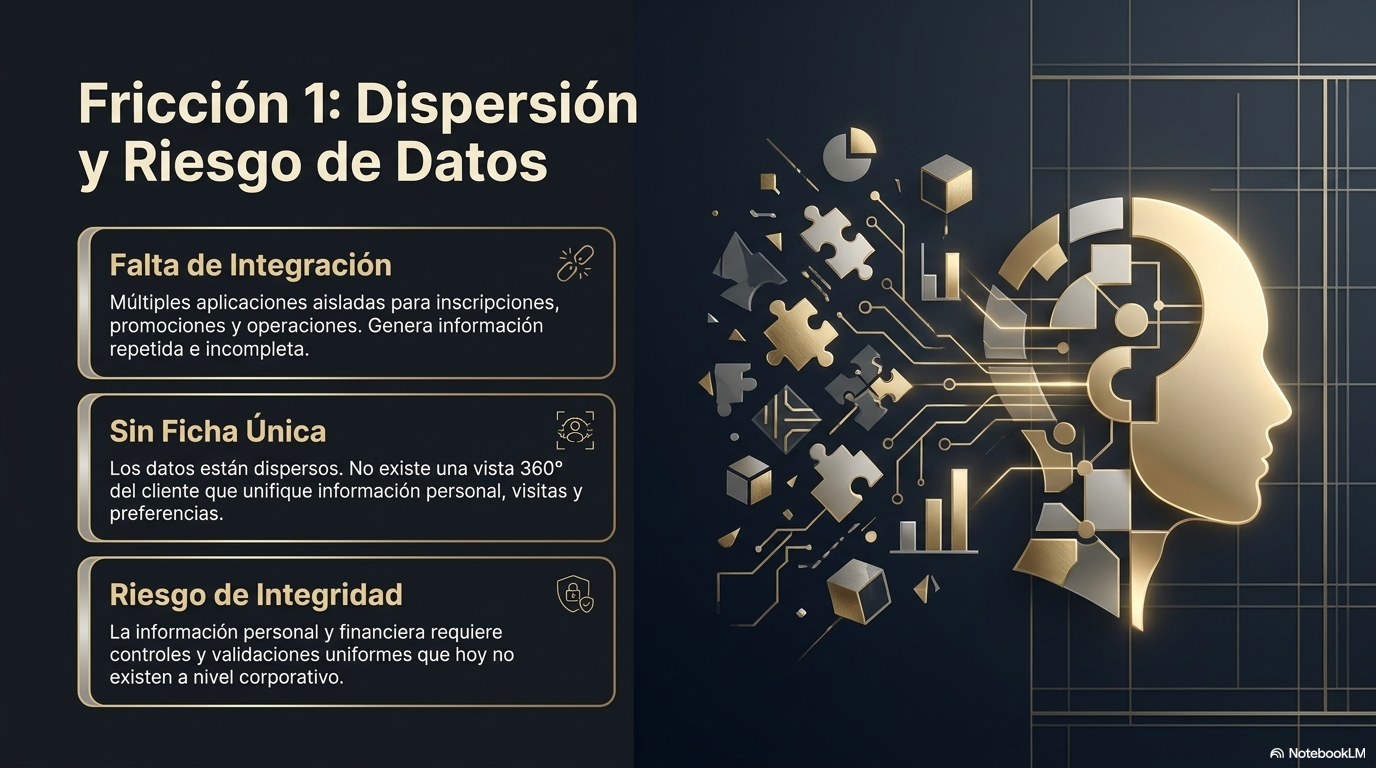 Fricción 1: Dispersión
y Riesgo de Datos
Falta de Integración
Múltiples aplicaciones aisladas para inscripciones,
promociones y operaciones. Genera información
repetida e incompleta.
Sin Ficha Única
Los datos están dispersos. No existe una vista 360°
del cliente que unifique información personal, visitas y
preferencias.
Riesgo de Integridad
La información personal y financiera requiere
controles y validaciones uniformes que hoy no
existen a nivel corporativo.
NotebookLM